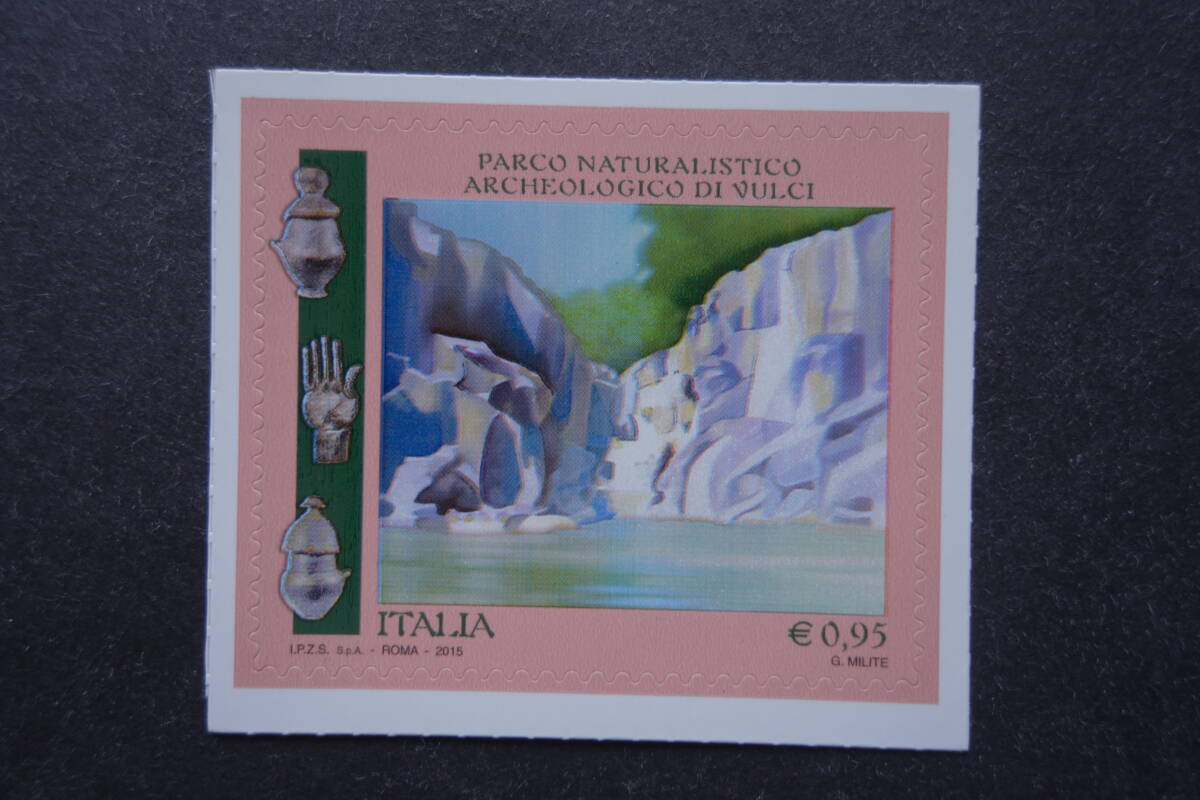 PARCO NATURALISTICO
ARCHEOLOGICO DI VULCI
ITALIA
€ 0,95
I.P.Z.S. S.p.A. - ROMA - 2015
G. MILITE